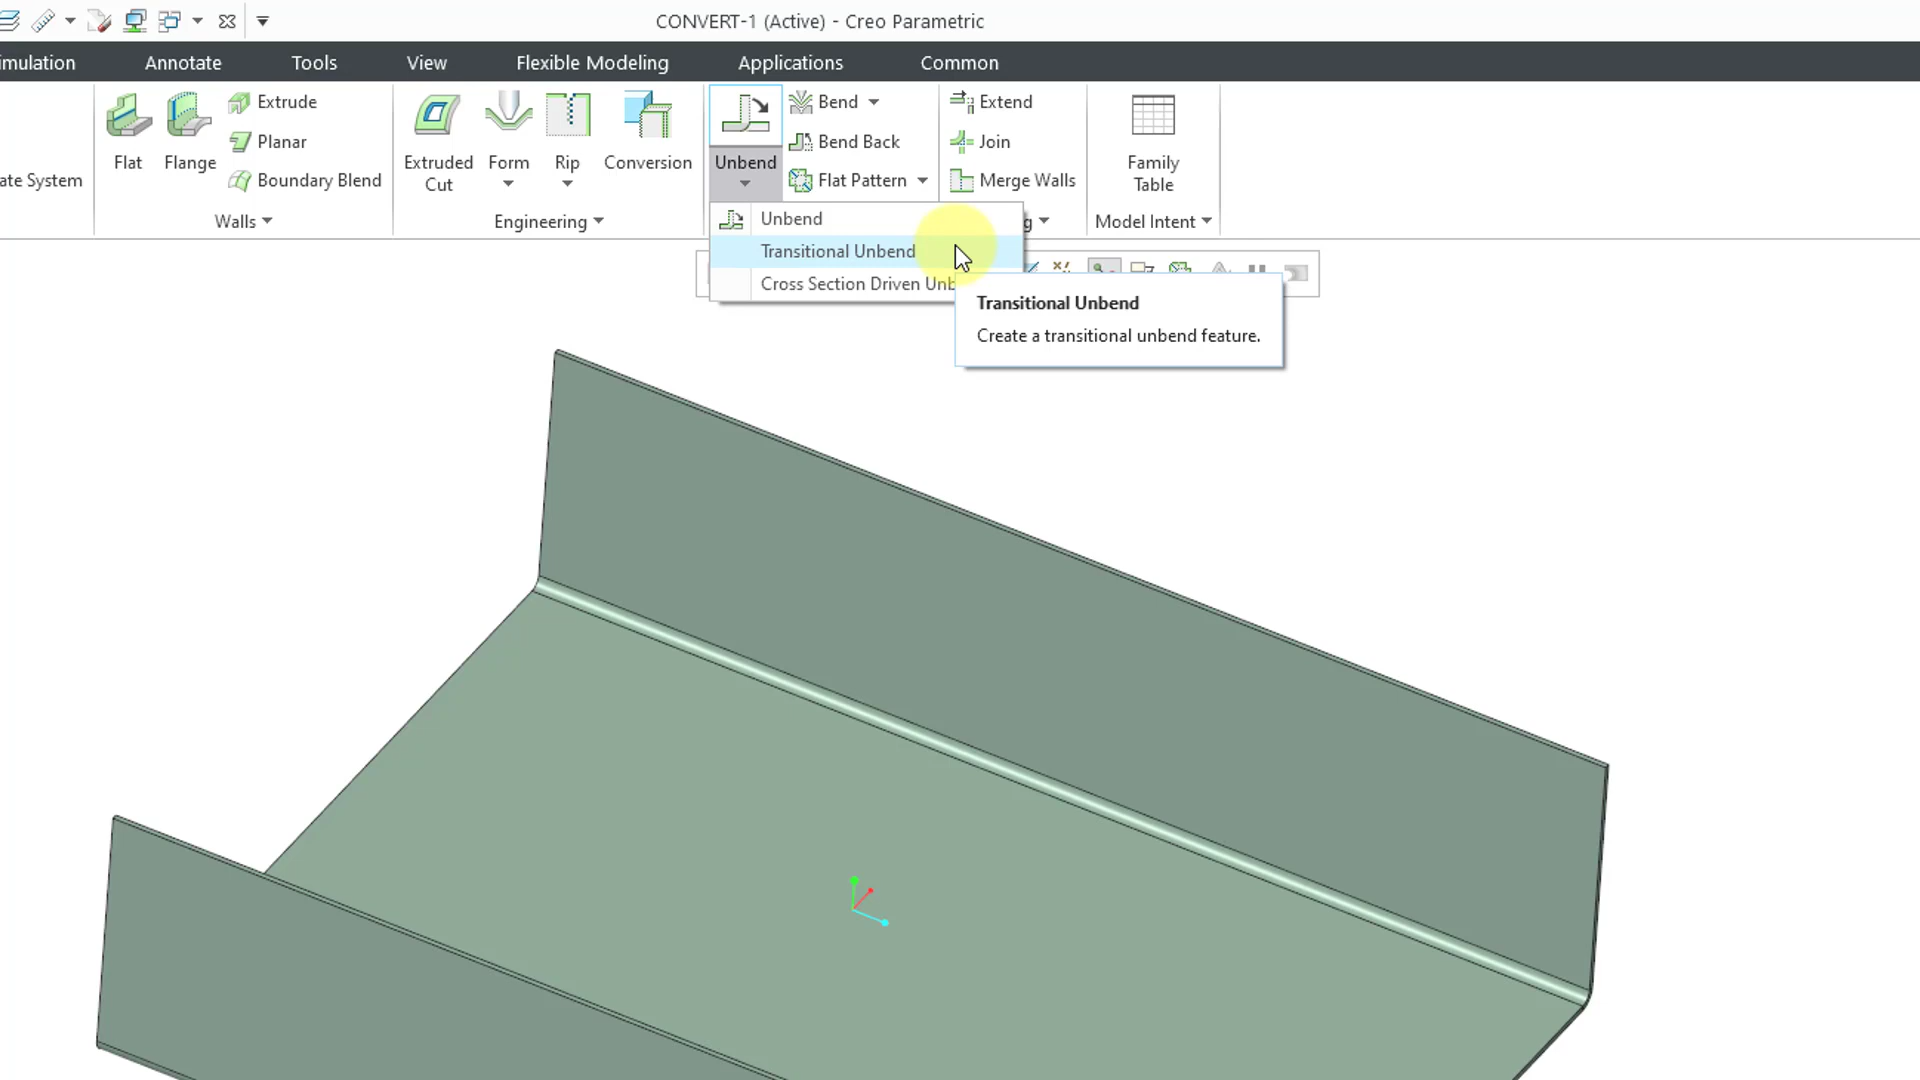 CONVERT-1 (Active) - Creo Parametric
imulation Annotate Tools View Flexible Modeling Applications Common
Extrude Bend Extend
Planar Bend Back Join
Flat Flange Extruded Cut Form Rip Conversion Unbend Family Table
ate System Boundary Blend Flat Pattern Merge Walls
Walls Engineering g Model Intent
Unbend
Transitional Unbend
Cross Section Driven Unb
Transitional Unbend
Create a transitional unbend feature.